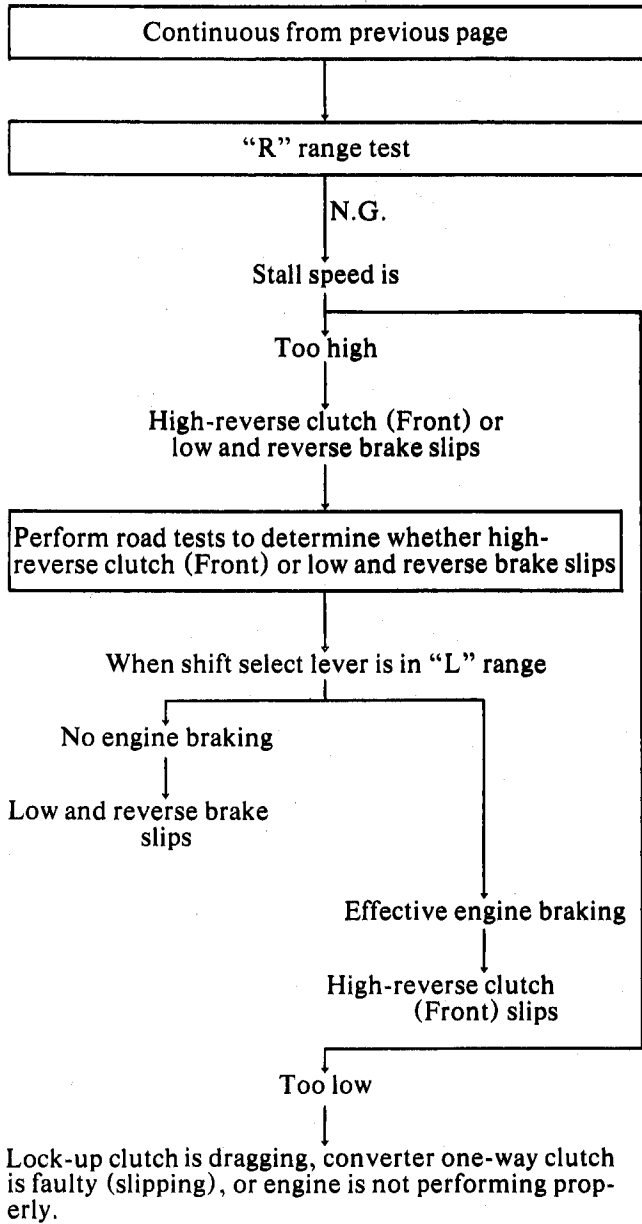 Continuous from previous page
“R” range test
N.G.
Stall speed is
Too high
High-reverse clutch (Front) or
low and reverse brake slips
Perform road tests to determine whether high-
reverse clutch (Front) or low and reverse brake slips
When shift select lever is in “L” range
No engine braking
Low and reverse brake
slips
Effective engine braking
High-reverse clutch
(Front) slips
Too low
Lock-up clutch is dragging, converter one-way clutch
is faulty (slipping), or engine is not performing prop-
erly.